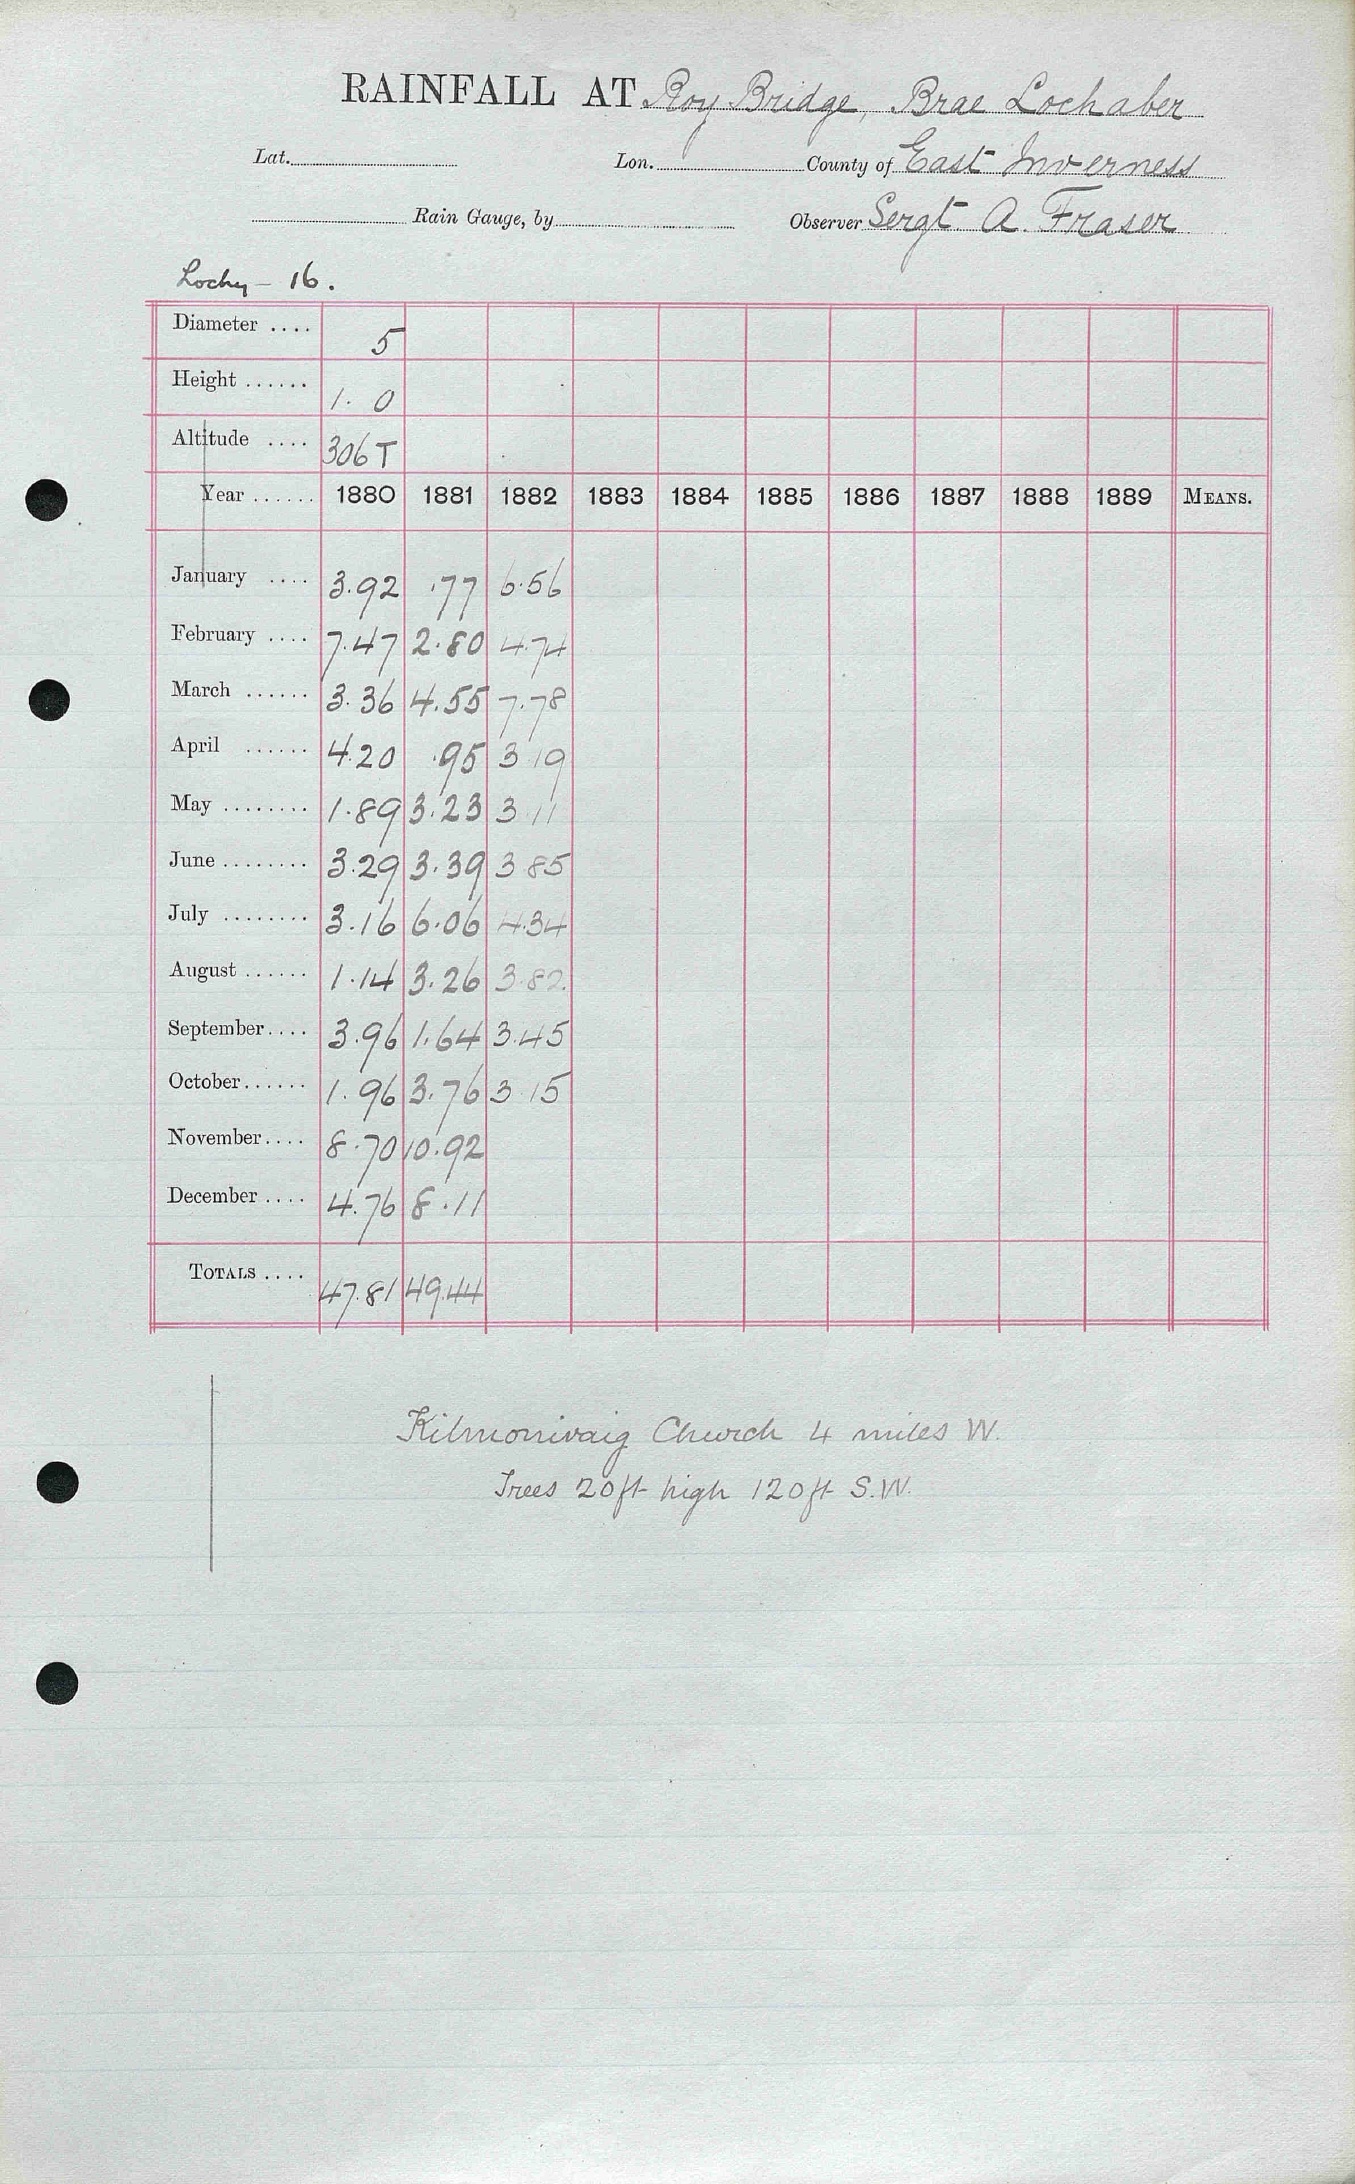 RAINFALL AT Roy Bridge, Brae Lochaber
Lat. Lon. County of East Inverness
Rain Gauge, by Observer Sergt. A. Fraser
Lochy - 16.
Diameter .... 5
Height ...... 1. 0
Altitude .... 306 T
Year ...... 1880 1881 1882 1883 1884 1885 1886 1887 1888 1889 MEANS.
January .... 3.92 .77 6.56
February .... 7.47 2.80 4.74
March ...... 3.36 4.55 7.78
April ...... 4.20 .95 3 19
May ........ 1.89 3.23 3 11
June ........ 3.29 3.39 3 85
July ........ 3.16 6.06 4.34
August ...... 1.14 3.26 3.82
September.... 3.96 1.64 3.45
October...... 1.96 3.76 3.15
November.... 8.70 10.92
December .... 4.76 8.11
TOTALS .... 47.81 49.44
Kilmonivaig Church 4 miles W.
Trees 20ft high 120ft S.W.